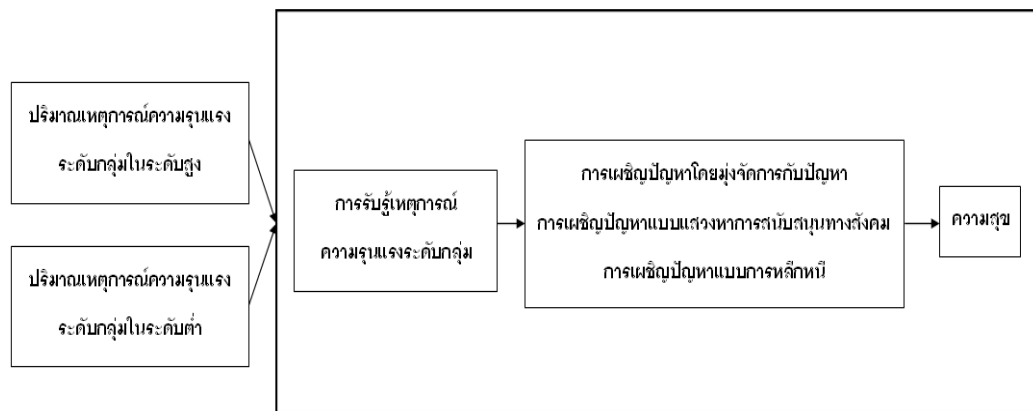 ปริมาณเหตุการณ์ความรุนแรง
ระดับกลุ่มในระดับสูง
ปริมาณเหตุการณ์ความรุนแรง
ระดับกลุ่มในระดับต่ำ
การรับรู้เหตุการณ์
ความรุนแรงระดับกลุ่ม
การเผชิญปัญหาโดยมุ่งจัดการกับปัญหา
การเผชิญปัญหาแบบแสวงหาการสนับสนุนทางสังคม
การเผชิญปัญหาแบบการหลีกหนี
ความสุข